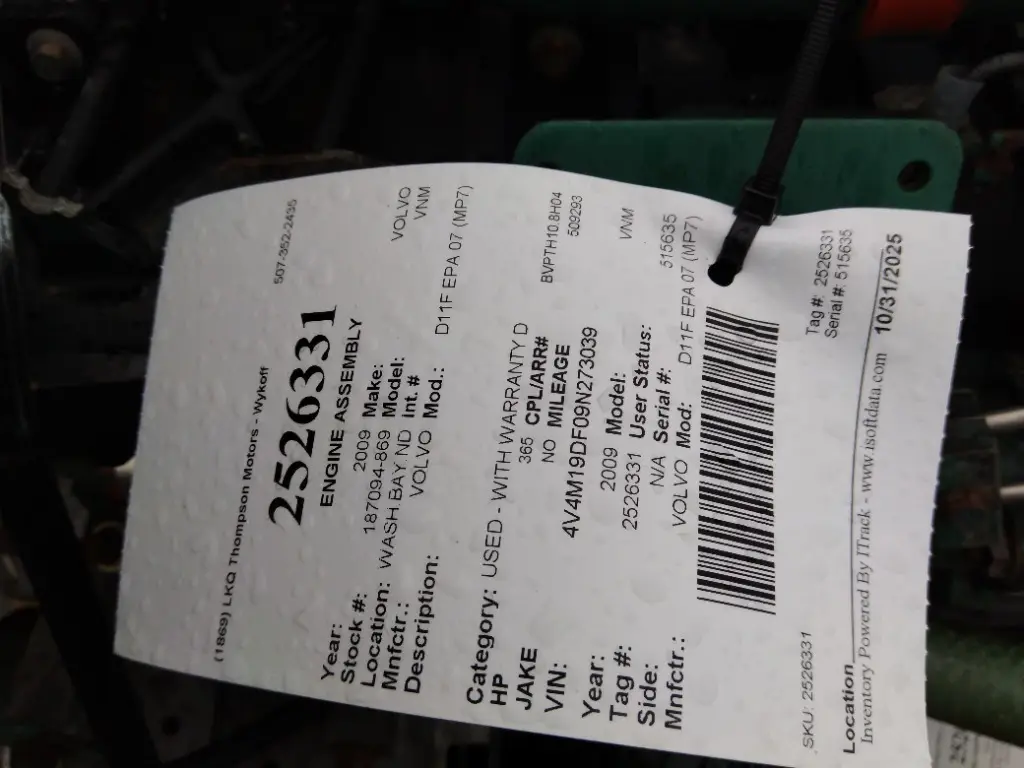 (1869) LKQ Thompson Motors - Wykoff 507-352-2435
2526331
ENGINE ASSEMBLY
Year: 2009 Make: VOLVO
Stock #: 187094-869 Model: VNM
Location: WASH BAY, ND Int. #
Mnfctr.: VOLVO Mod.: D11F EPA 07 (MP7)
Description:
Category: USED - WITH WARRANTY D
HP 365 CPL/ARR# BVPTH10.8H04
JAKE NO MILEAGE 509293
VIN: 4V4M19DF09N273039
Year: 2009 Model: VNM
Tag #: 2526331 User Status:
Side: N/A Serial #: 515635
Mnfctr.: VOLVO Mod: D11F EPA 07 (MP7)
SKU: 2526331 Tag #: 2526331
Serial #: 515635
Location
Inventory Powered By ITrack - www.isoftdata.com 10/31/2025